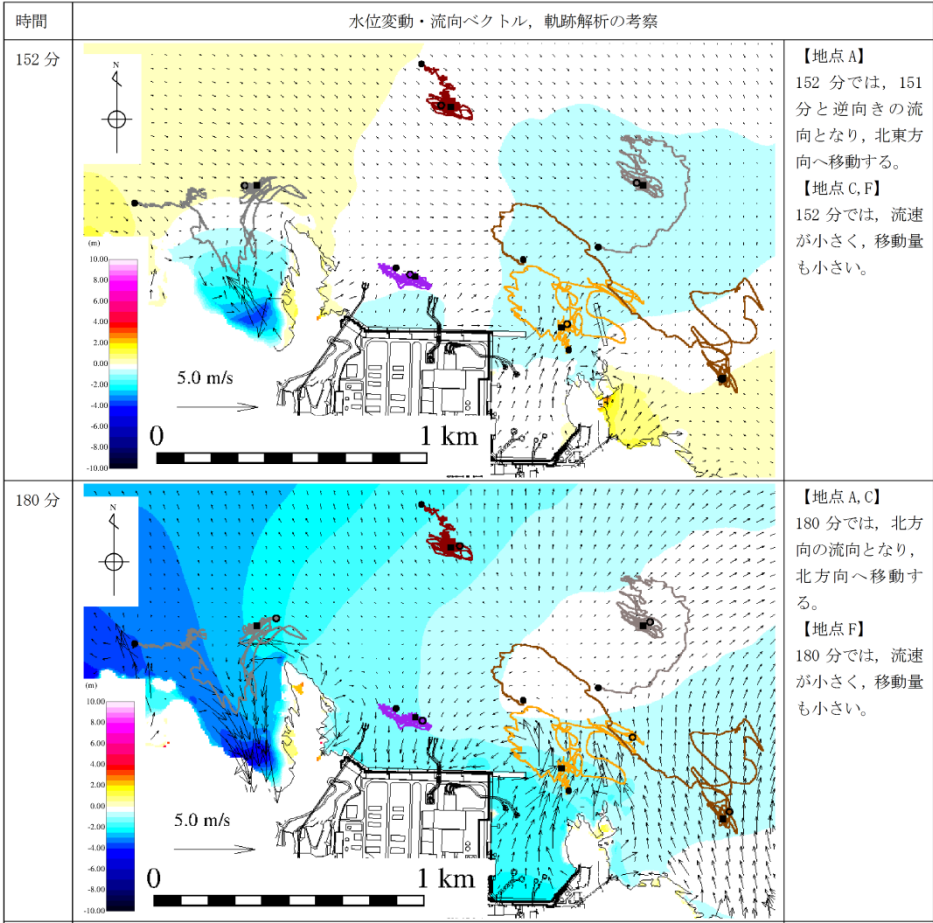 時間
水位変動・流向ベクトル，軌跡解析の考察
152 分
N
(m)
10.00
8.00
6.00
4.00
2.00
0.00
-2.00
-4.00
-6.00
-8.00
-10.00
5.0 m/s
0
1 km
【地点 A】
152 分では，151
分と逆向きの流
向となり，北東方
向へ移動する。
【地点 C,F】
152 分では，流速
が小さく，移動量
も小さい。
180 分
N
(m)
10.00
8.00
6.00
4.00
2.00
0.00
-2.00
-4.00
-6.00
-8.00
-10.00
5.0 m/s
0
1 km
【地点 A,C】
180 分では，北方
向の流向となり，
北方向へ移動す
る。
【地点 F】
180 分では，流速
が小さく，移動量
も小さい。